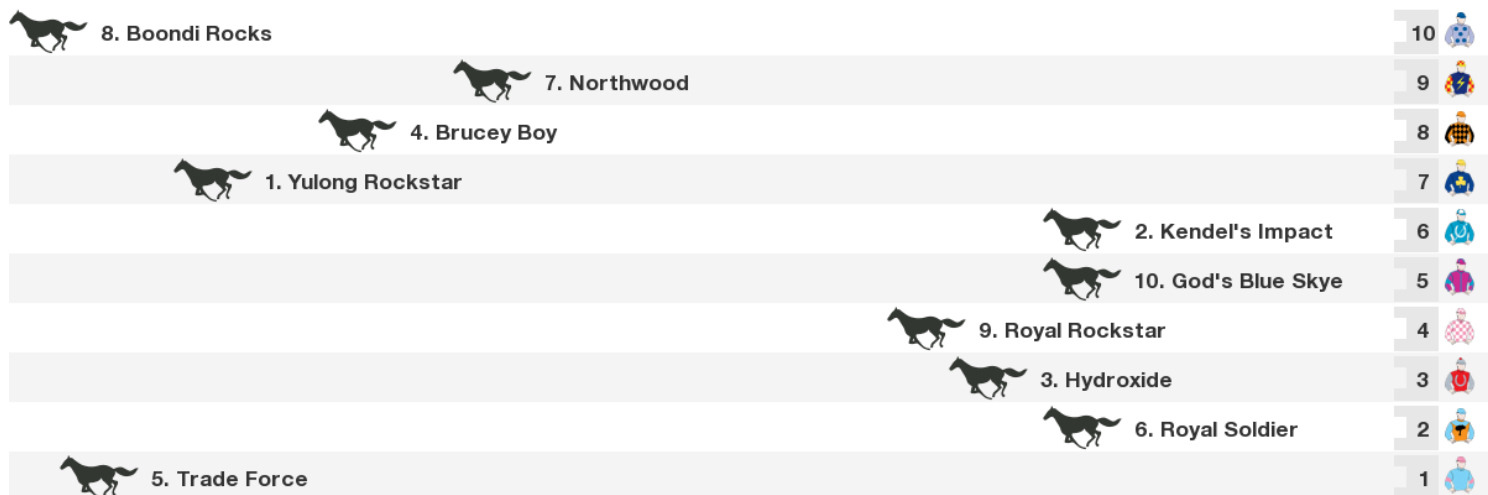 8. Boondi Rocks 10
7. Northwood 9
4. Brucey Boy 8
1. Yulong Rockstar 7
2. Kendel's Impact 6
10. God's Blue Skye 5
9. Royal Rockstar 4
3. Hydroxide 3
6. Royal Soldier 2
5. Trade Force 1